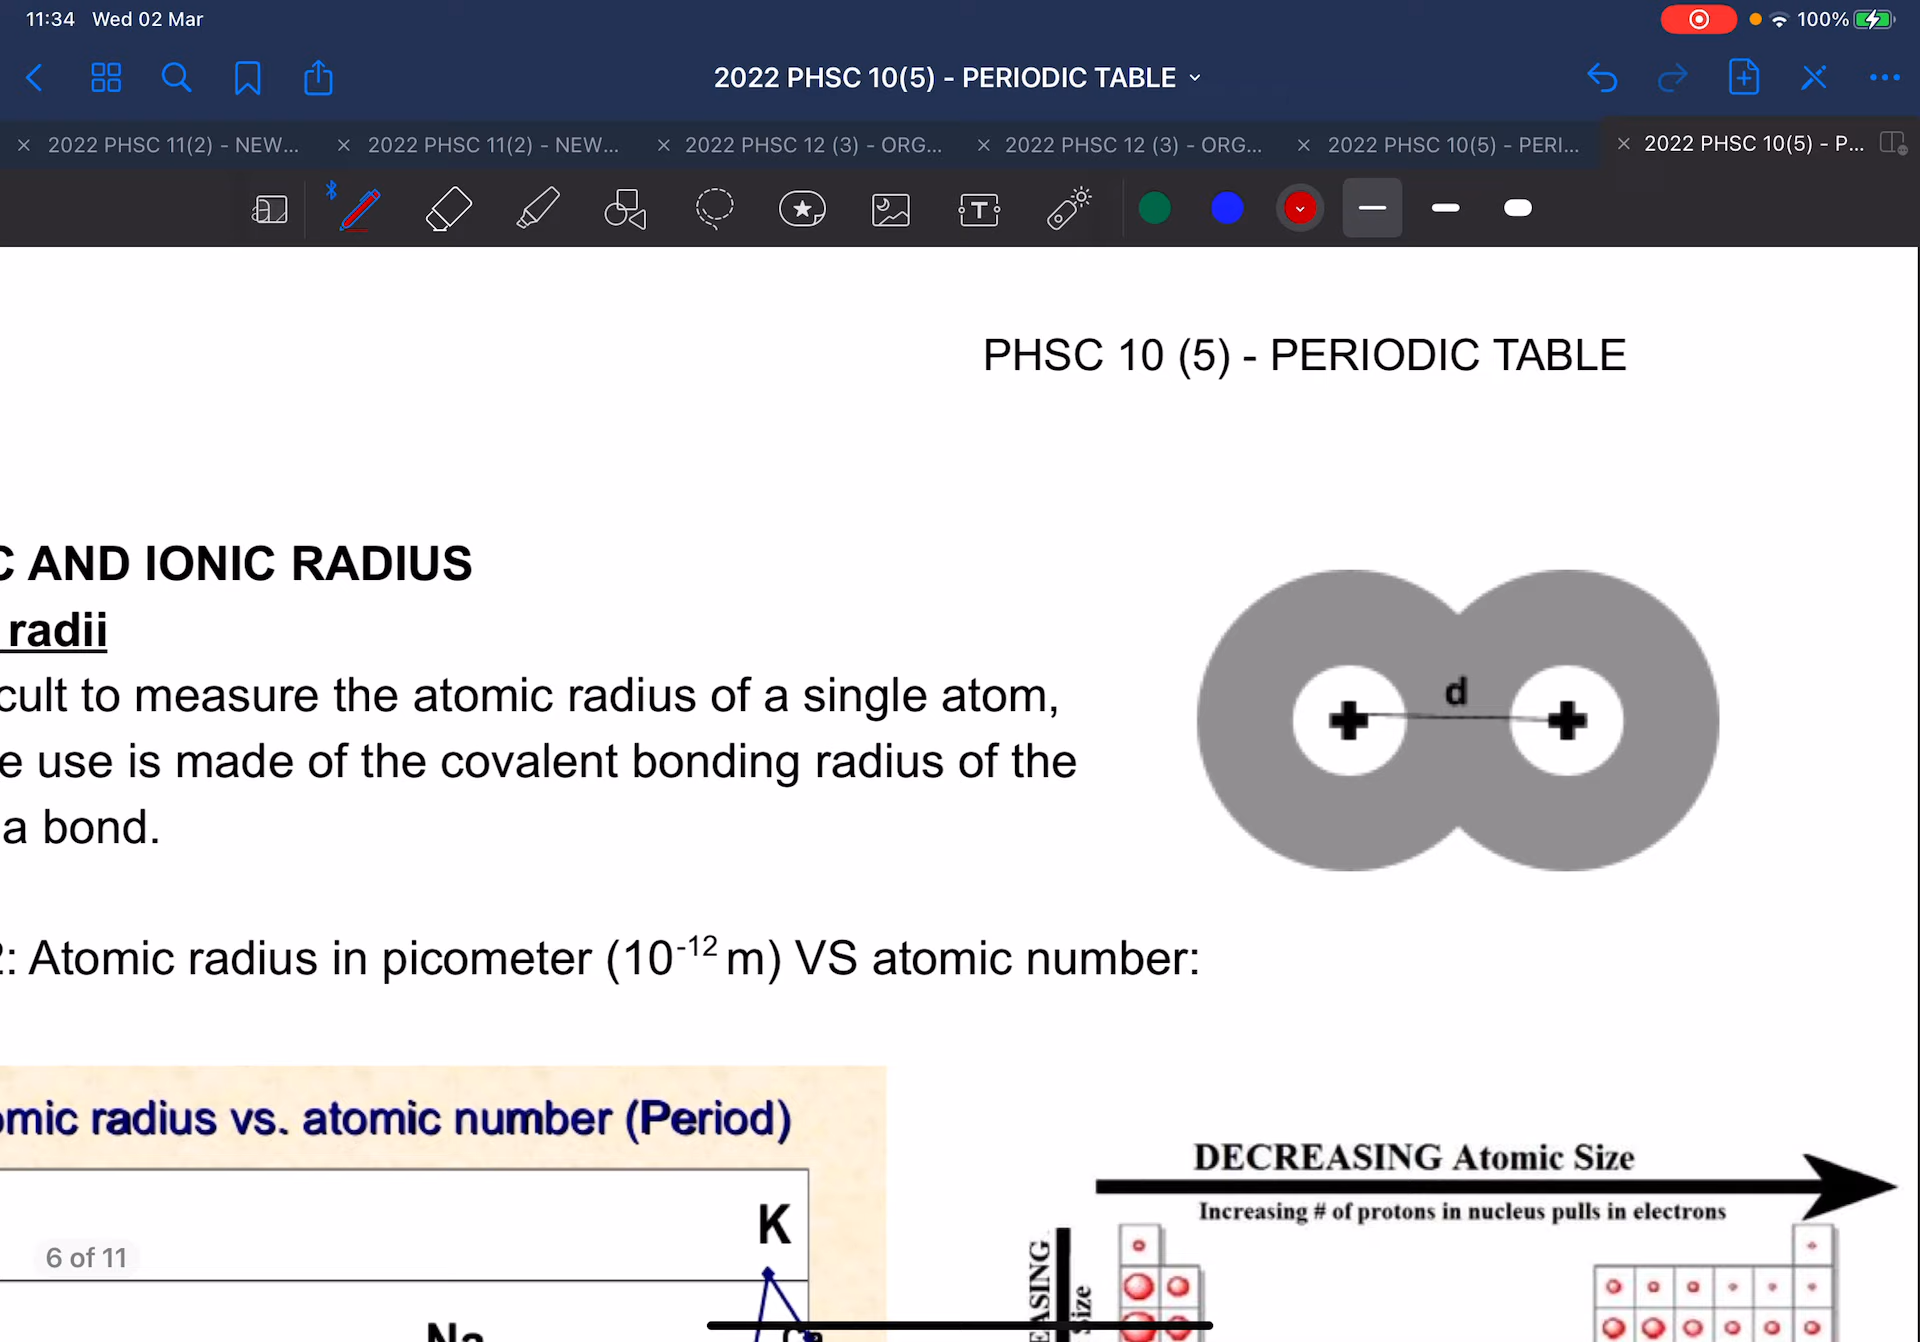 11:34 Wed 02 Mar
100%
2022 PHSC 10(5) - PERIODIC TABLE
2022 PHSC 11(2) - NEW...
2022 PHSC 11(2) - NEW...
2022 PHSC 12 (3) - ORG...
2022 PHSC 12 (3) - ORG...
2022 PHSC 10(5) - PERI...
2022 PHSC 10(5) - P...
T
PHSC 10 (5) - PERIODIC TABLE
C AND IONIC RADIUS
radii
cult to measure the atomic radius of a single atom,
e use is made of the covalent bonding radius of the
a bond.
d
2: Atomic radius in picometer (10⁻¹² m) VS atomic number:
omic radius vs. atomic number (Period)
K
Na
DECREASING Atomic Size
Increasing # of protons in nucleus pulls in electrons
EASING
Size
6 of 11